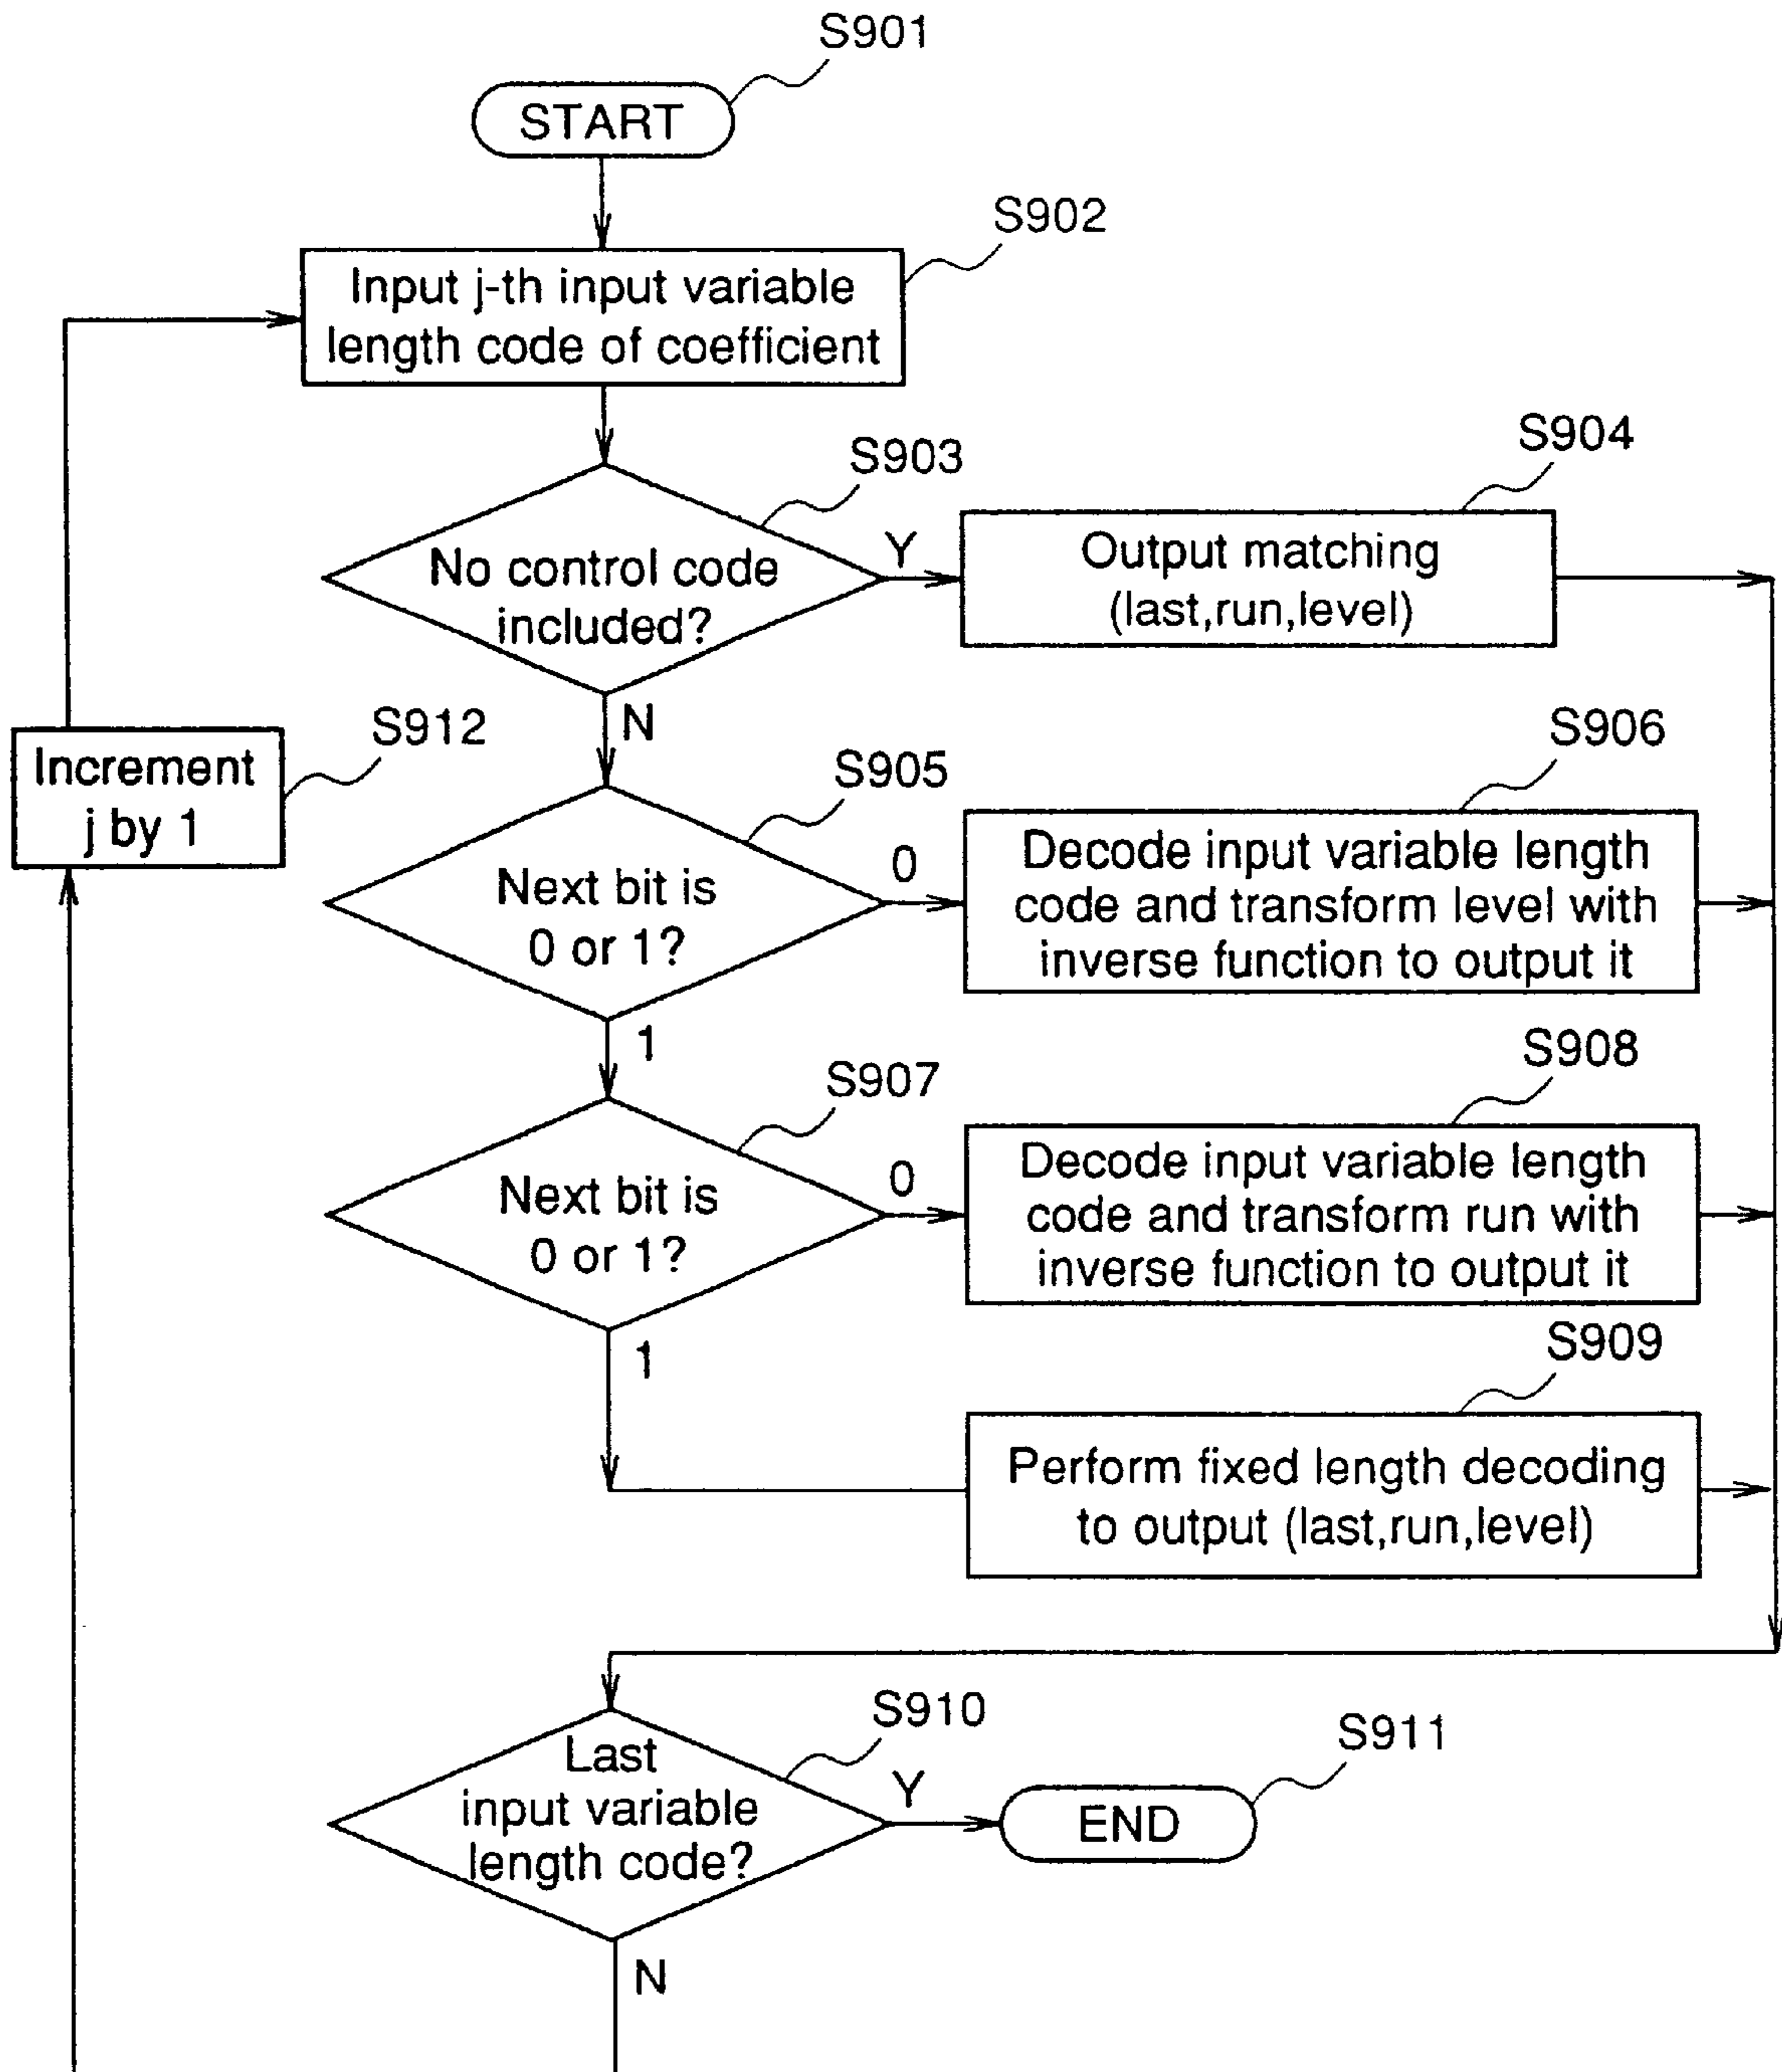 S901
START
S902
Input j-th input variable
length code of coefficient
S903
S904
No control code
included?
Y
Output matching
(last,run,level)
N
S912
Increment
j by 1
S905
S906
Next bit is
0 or 1?
0
Decode input variable length
code and transform level with
inverse function to output it
1
S907
S908
Next bit is
0 or 1?
0
Decode input variable length
code and transform run with
inverse function to output it
1
S909
Perform fixed length decoding
to output (last,run,level)
S910
S911
Last
input variable
length code?
Y
END
N